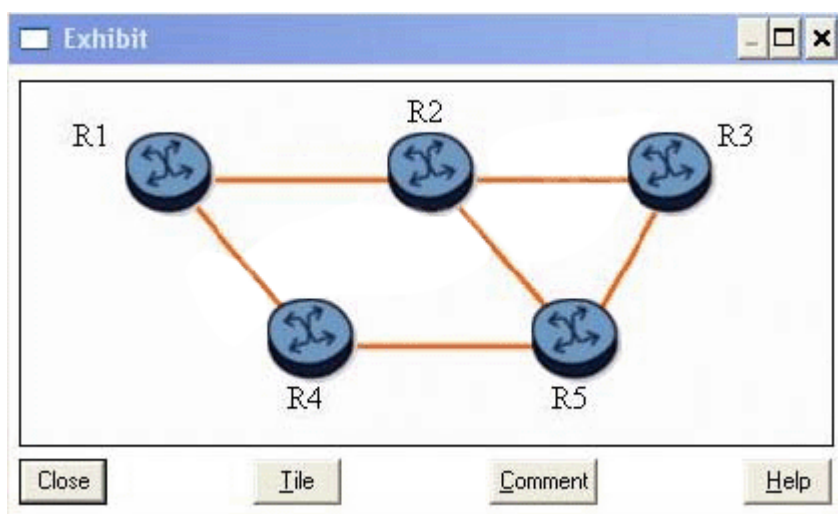 Exhibit
R1
R2
R3
R4
R5
Close
Tile
Comment
Help